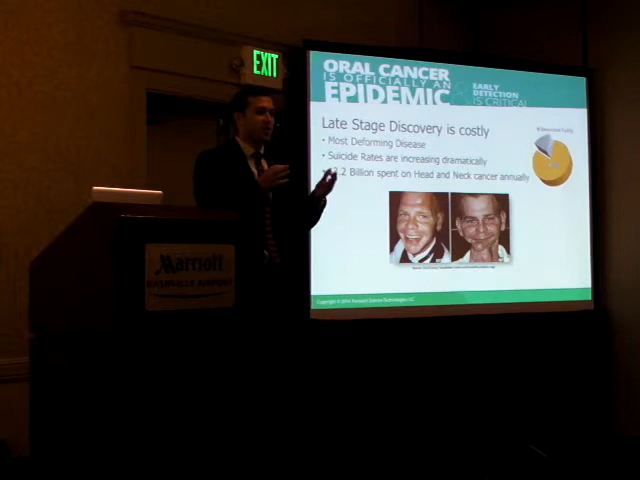 EXIT
ORAL CANCER
IS OFFICIALLY AN
EPIDEMIC
EARLY
DETECTION
IS CRITICAL
Late Stage Discovery is costly
• Most Deforming Disease
• Suicide Rates are increasing dramatically
.2 Billion spent on Head and Neck cancer annually
Marriott
NASHVILLE AIRPORT